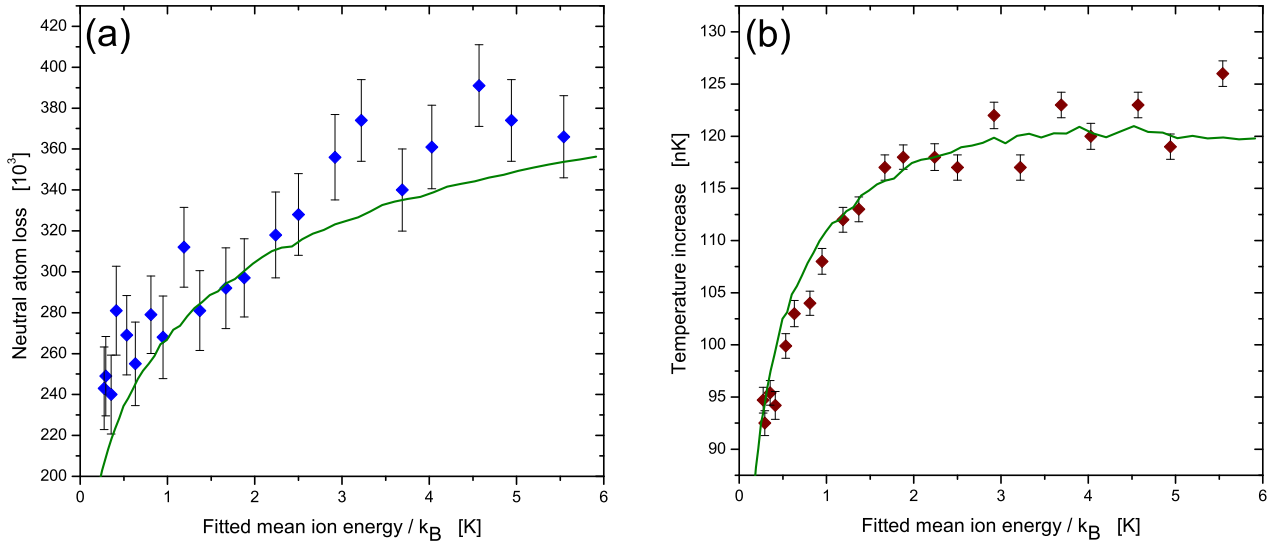 (a)
Neutral atom loss [10³]
420
400
380
360
340
320
300
280
260
240
220
200
0 1 2 3 4 5 6
Fitted mean ion energy / k_B [K]
(b)
Temperature increase [nK]
130
125
120
115
110
105
100
95
90
0 1 2 3 4 5 6
Fitted mean ion energy / k_B [K]